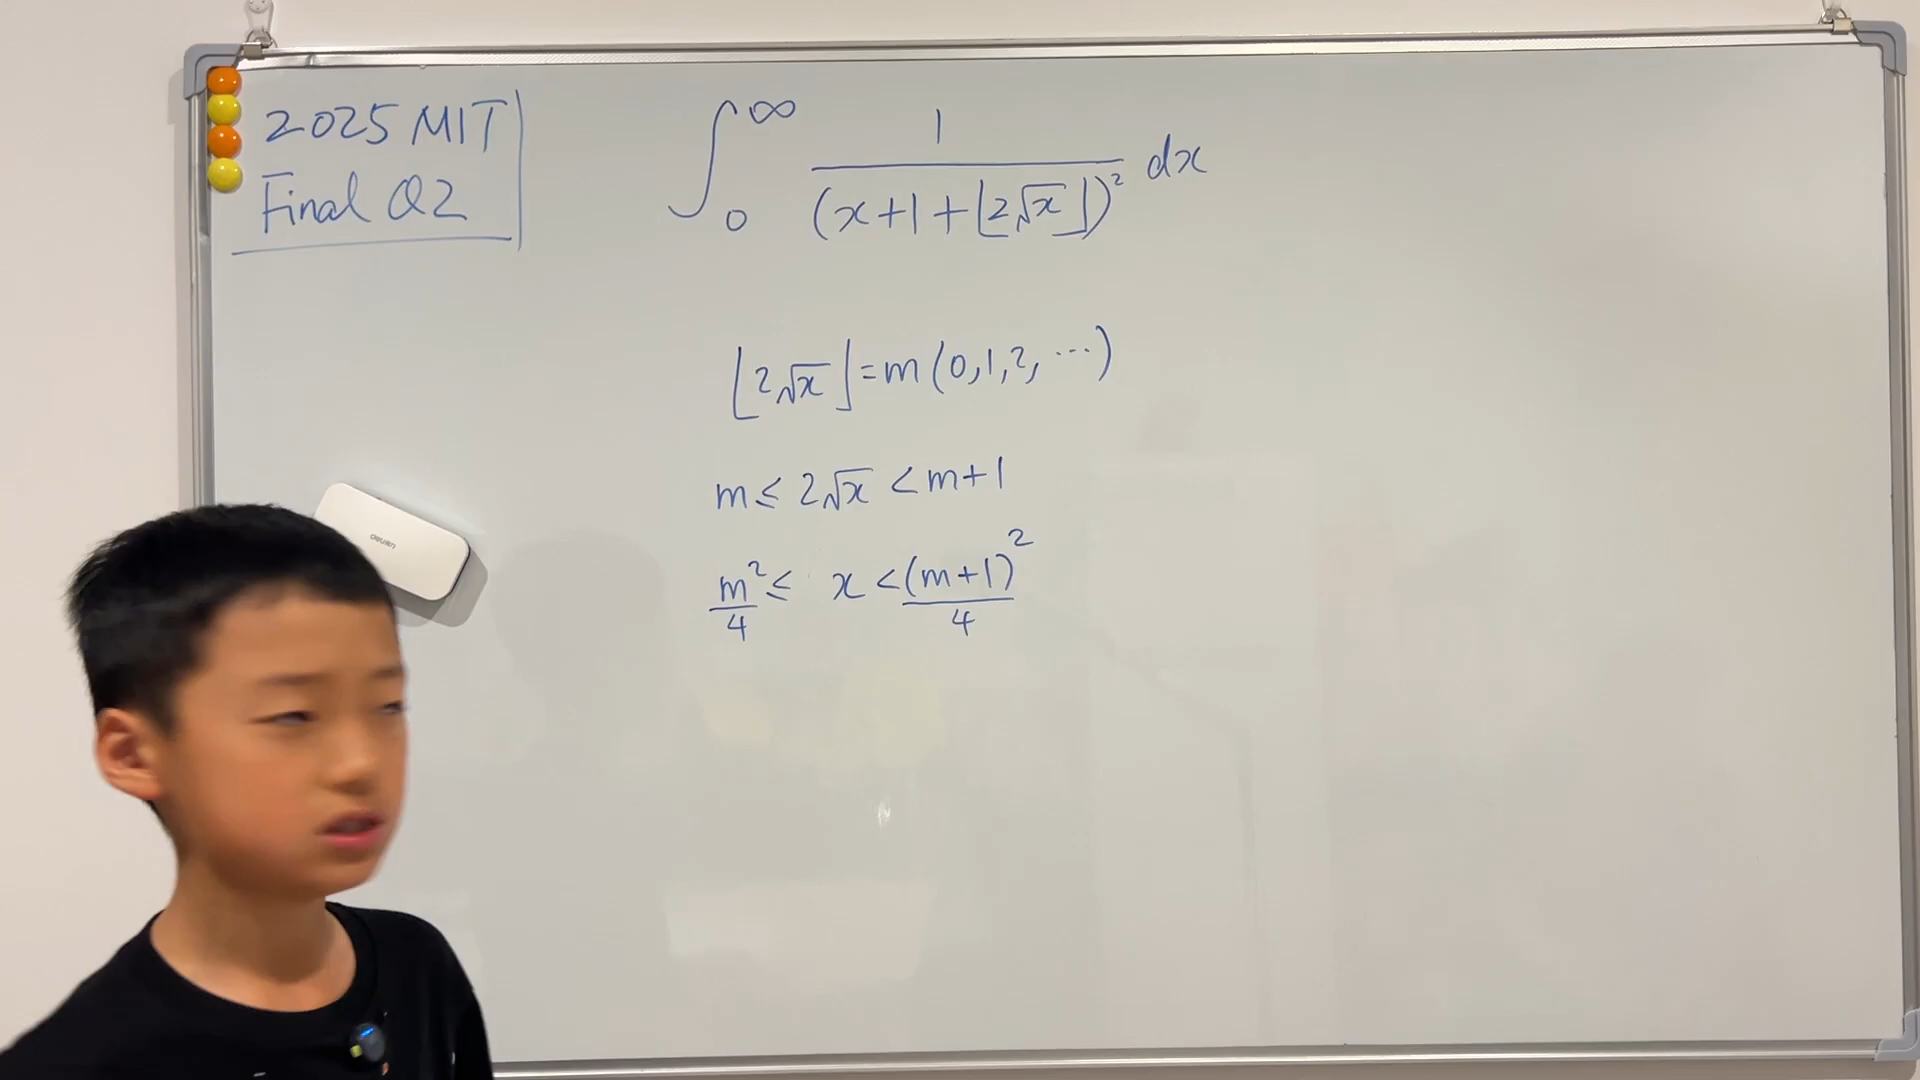 2025 MIT
Final Q2
∫₀^∞ 1/(x+1+⌊2√x⌋)² dx
⌊2√x⌋=m(0,1,2,⋯)
m≤2√x<m+1
m²/4≤x<(m+1)²/4
deli